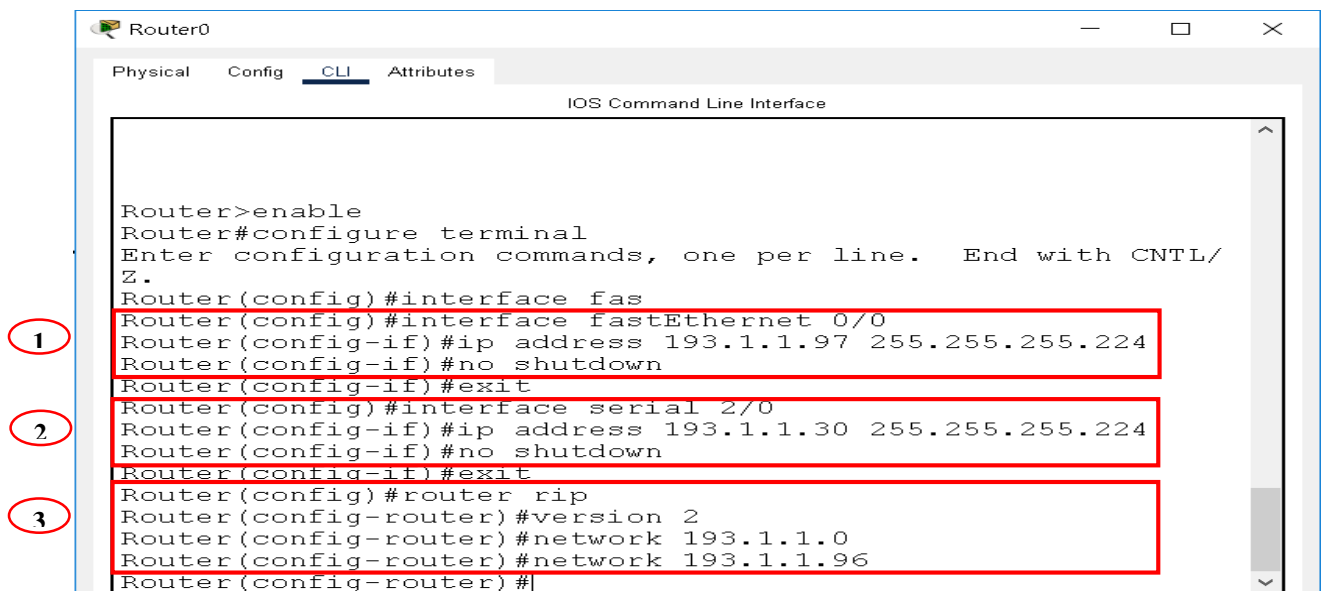 Router0
Physical Config CLI Attributes
IOS Command Line Interface
Router>enable
Router#configure terminal
Enter configuration commands, one per line.  End with CNTL/
Z.
Router(config)#interface fas
Router(config)#interface fastEthernet 0/0
1
Router(config-if)#ip address 193.1.1.97 255.255.255.224
Router(config-if)#no shutdown
Router(config-if)#exit
Router(config)#interface serial 2/0
2
Router(config-if)#ip address 193.1.1.30 255.255.255.224
Router(config-if)#no shutdown
Router(config-if)#exit
Router(config)#router rip
3
Router(config-router)#version 2
Router(config-router)#network 193.1.1.0
Router(config-router)#network 193.1.1.96
Router(config-router)#